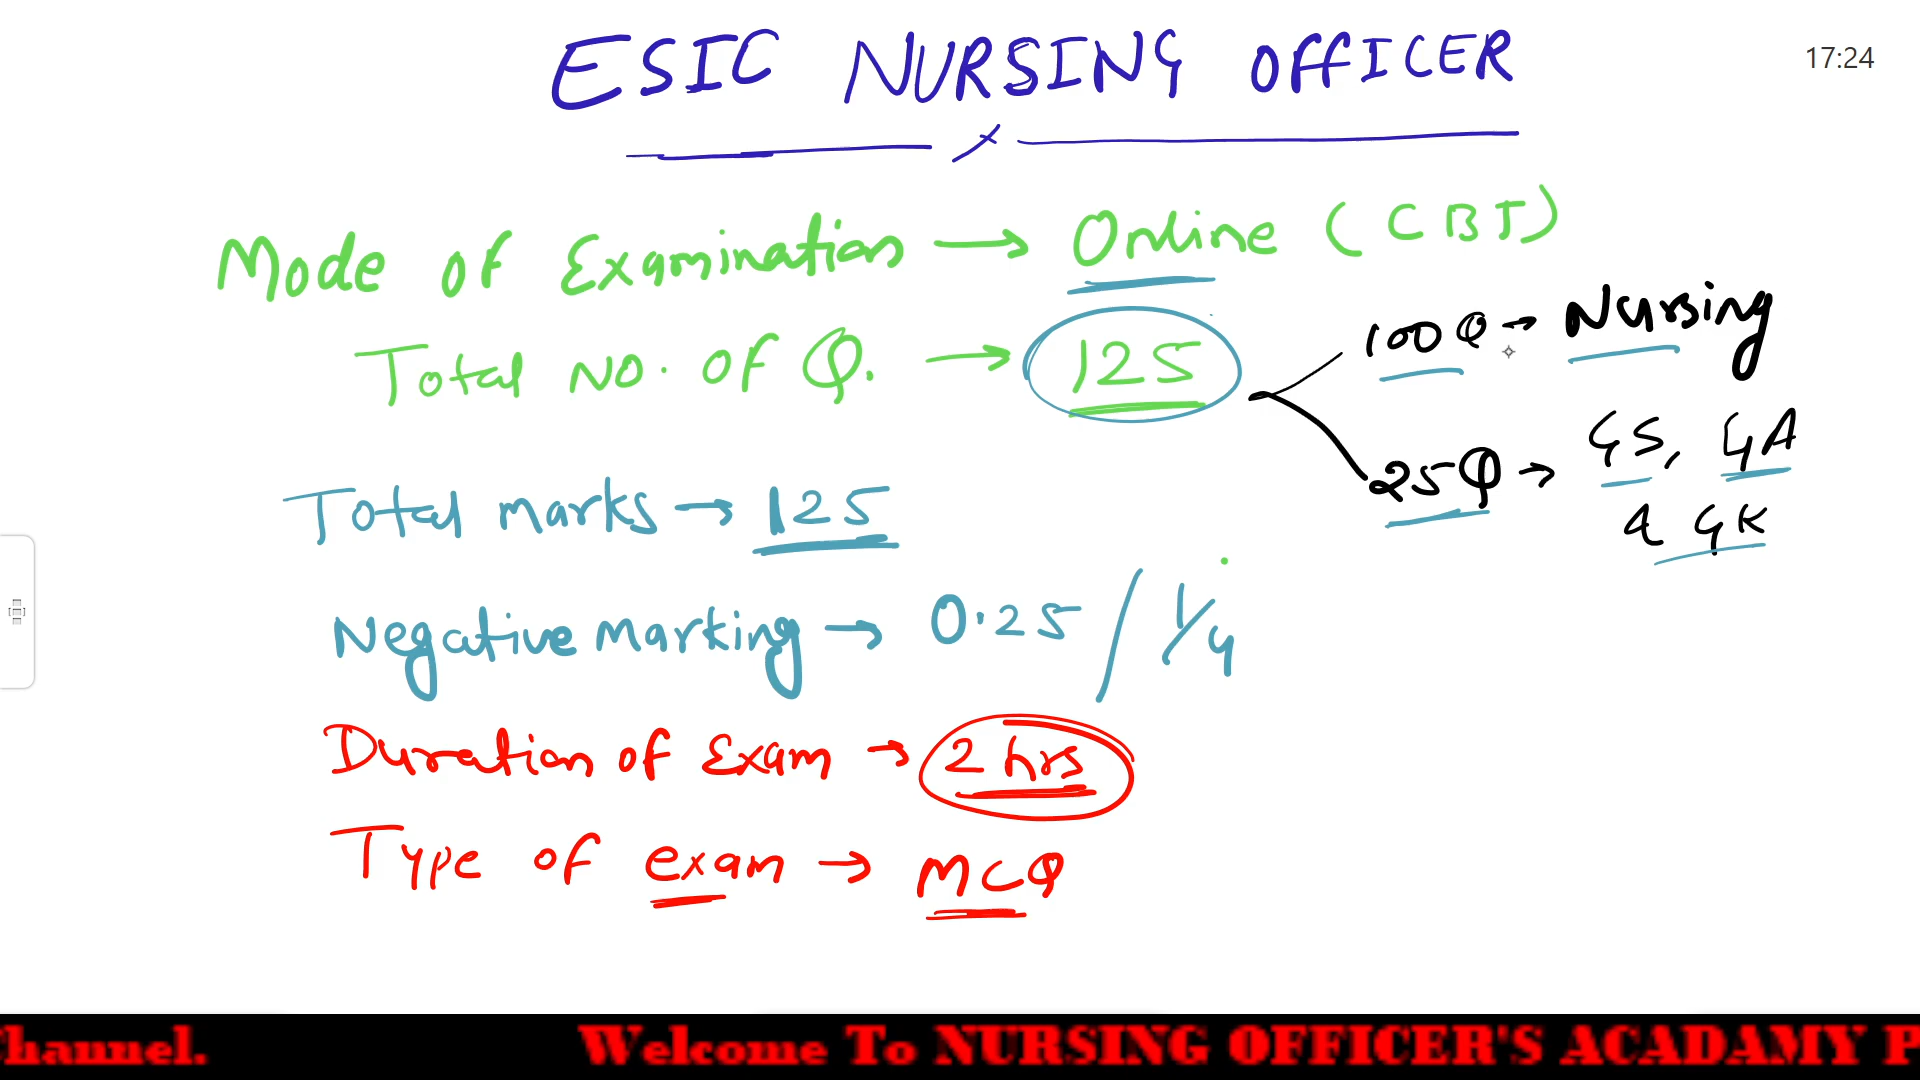 ESIC NURSING OFFICER
17:24
Mode of Examination → Online (CBT)
Total NO. OF Q. → 125
100 Q → Nursing
25 Q → GS, GA
& GK
Total marks → 125
Negative marking → 0.25 / 1/4
Duration of Exam → 2 hrs
Type of exam → MCQ
hannel. Welcome To NURSING OFFICER'S ACADAMY P